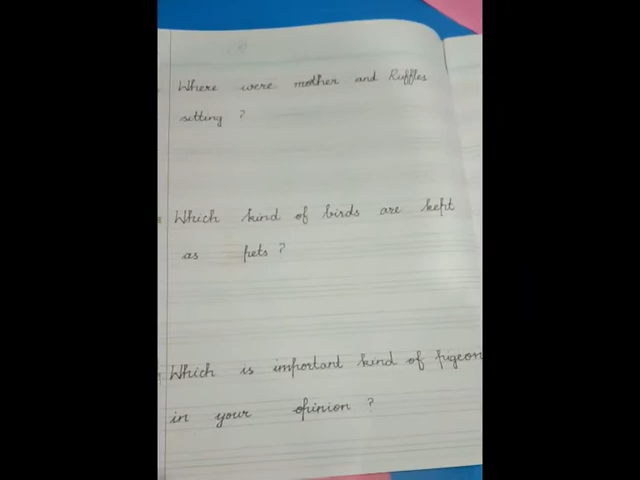 Where were mother and Ruffles
sitting ?
Which kind of birds are kept
as pets ?
Which is important kind of pigeon
in your opinion ?